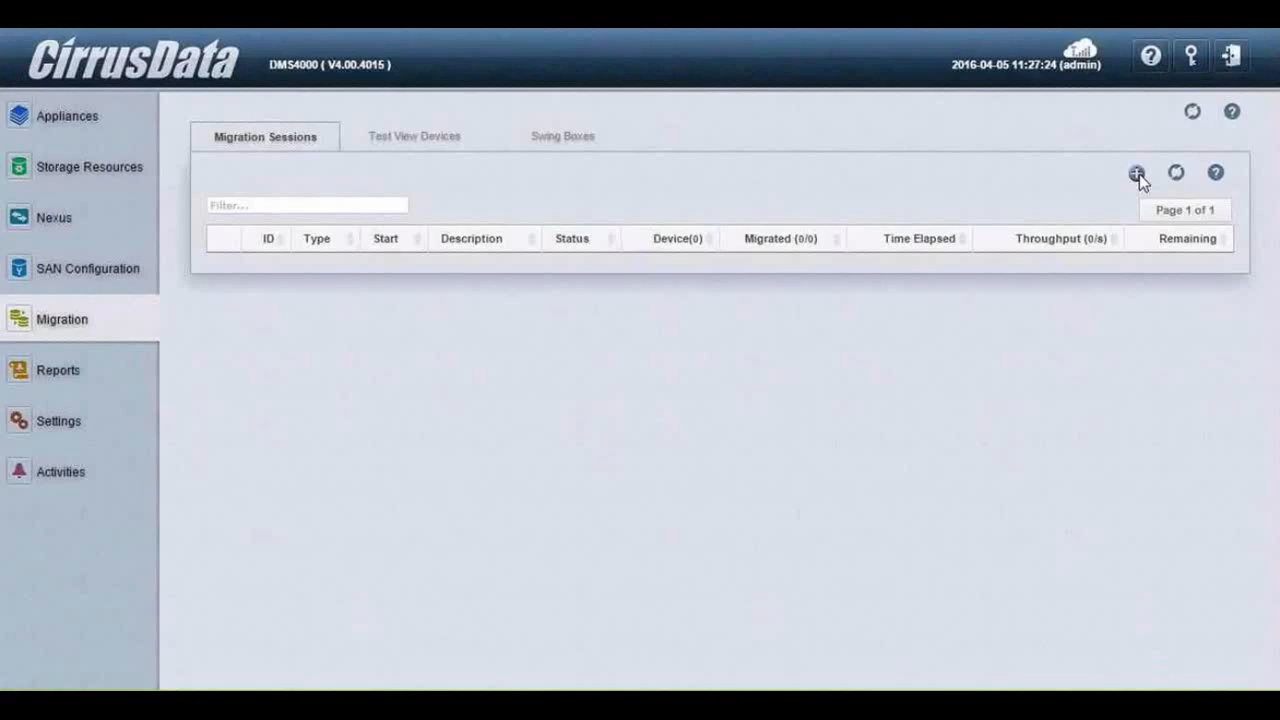 CirrusData
DMS4000 ( V4.00.4015 )
2016-04-05 11:27:24 (admin)
Appliances
Storage Resources
Nexus
SAN Configuration
Migration
Reports
Settings
Activities
Migration Sessions
Test View Devices
Swing Boxes
Filter...
Page 1 of 1
ID Type Start Description Status Device(0) Migrated (0/0) Time Elapsed Throughput (0/s) Remaining